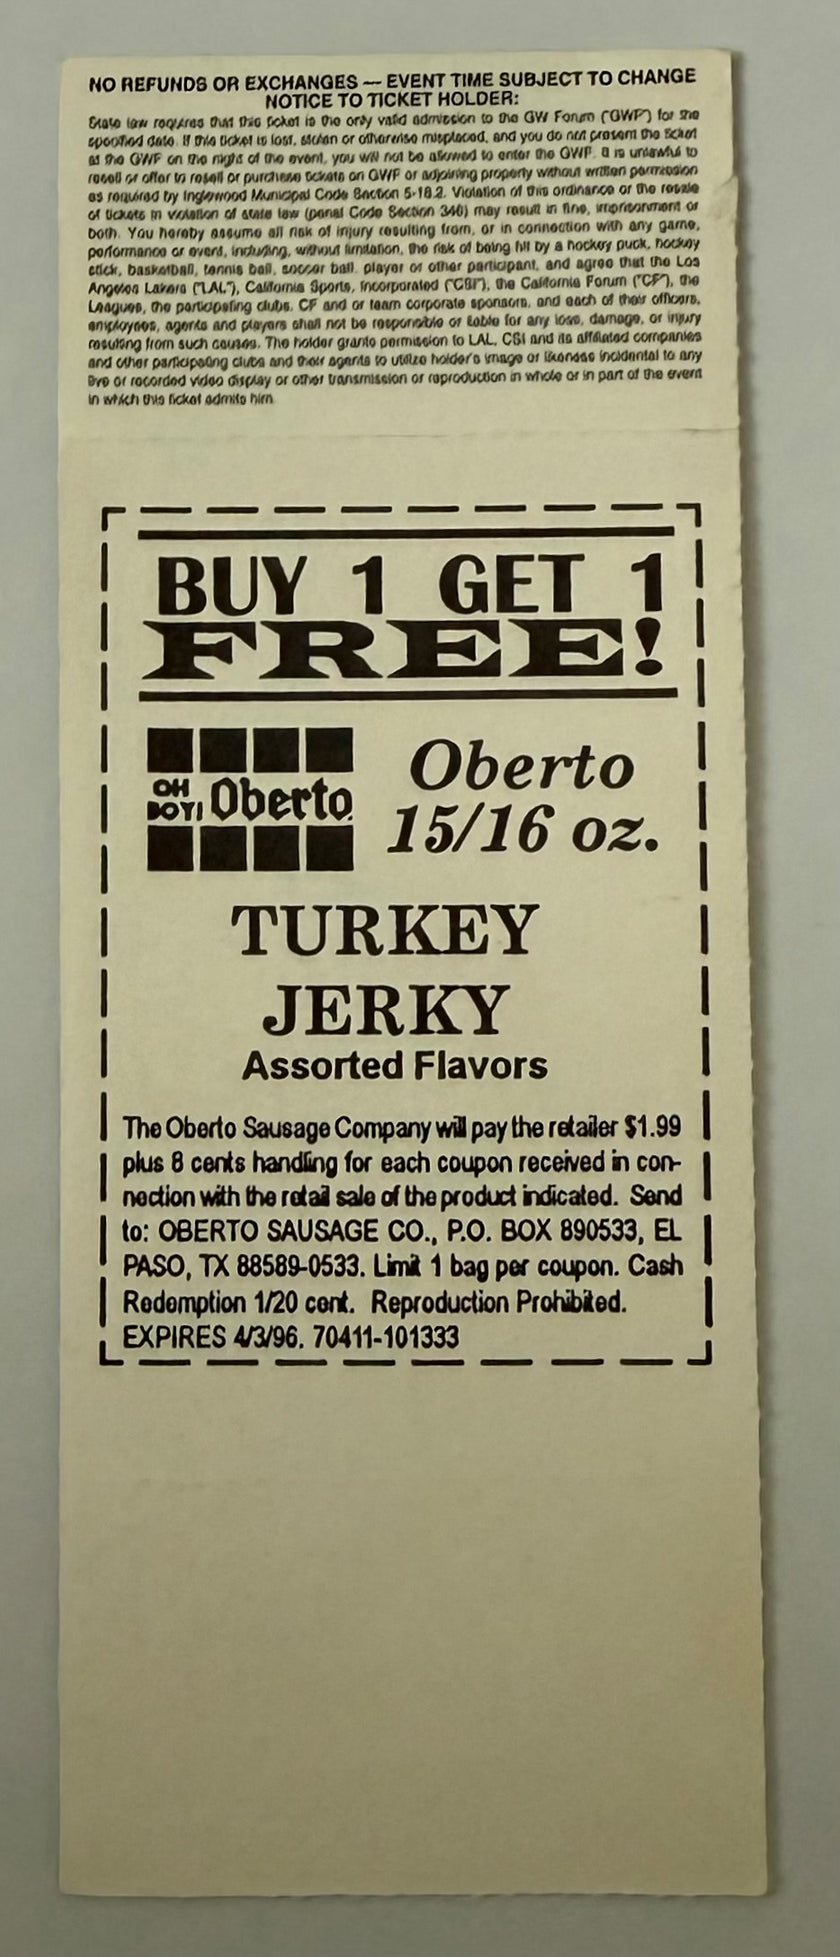 NO REFUNDS OR EXCHANGES — EVENT TIME SUBJECT TO CHANGE
NOTICE TO TICKET HOLDER:
State law requires that this ticket is the only valid admission to the GW Forum ("GWF") for the
specified date. If this ticket is lost, stolen or otherwise misplaced, and you do not present the ticket
at the GWF on the night of the event, you will not be allowed to enter the GWF. It is unlawful to
resell or offer to resell or purchase tickets on GWF or adjoining property without written permission
as required by Inglewood Municipal Code Section 5-18.2. Violation of this ordinance or the resale
of tickets in violation of state law (penal Code Section 346) may result in fine, imprisonment or
both. You hereby assume all risk of injury resulting from, or in connection with any game,
performance or event, including, without limitation, the risk of being hit by a hockey puck, hockey
stick, basketball, tennis ball, soccer ball, player or other participant, and agree that the Los
Angeles Lakers ("LAL"), California Sports, Incorporated ("CSI"), the California Forum ("CF"), the
Leagues, the participating clubs, CF and or team corporate sponsors, and each of their officers,
employees, agents and players shall not be responsible or liable for any loss, damage, or injury
resulting from such causes. The holder grants permission to LAL, CSI and its affiliated companies
and other participating clubs and their agents to utilize holder's image or likeness incidental to any
live or recorded video display or other transmission or reproduction in whole or in part of the event
in which this ticket admits him.
BUY 1 GET 1
FREE!
OH BOY! Oberto
Oberto
15/16 oz.
TURKEY
JERKY
Assorted Flavors
The Oberto Sausage Company will pay the retailer $1.99
plus 8 cents handling for each coupon received in con-
nection with the retail sale of the product indicated. Send
to: OBERTO SAUSAGE CO., P.O. BOX 890533, EL
PASO, TX 88589-0533. Limit 1 bag per coupon. Cash
Redemption 1/20 cent. Reproduction Prohibited.
EXPIRES 4/3/96. 70411-101333